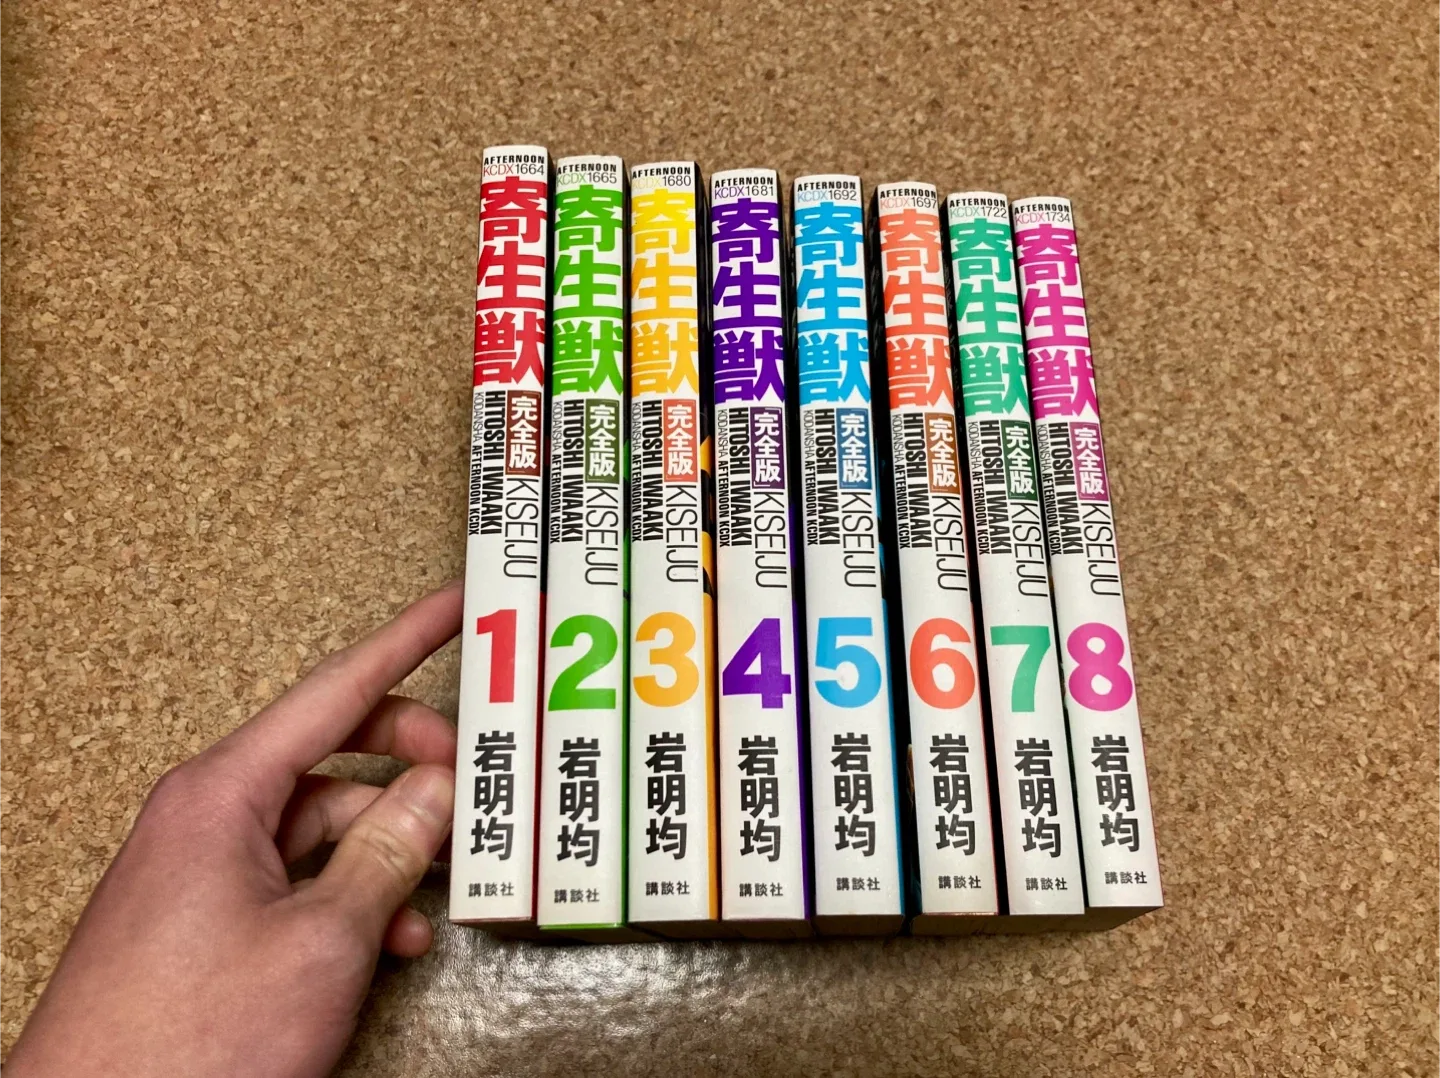 AFTERNOON
KCDX1664
寄生獣
［完全版］
KISEIJU
HITOSHI IWAAKI
KODANSHA AFTERNOON KCDX
1
岩明均
講談社
AFTERNOON
KCDX1665
寄生獣
［完全版］
KISEIJU
HITOSHI IWAAKI
KODANSHA AFTERNOON KCDX
2
岩明均
講談社
AFTERNOON
KCDX1680
寄生獣
［完全版］
KISEIJU
HITOSHI IWAAKI
KODANSHA AFTERNOON KCDX
3
岩明均
講談社
AFTERNOON
KCDX1681
寄生獣
［完全版］
KISEIJU
HITOSHI IWAAKI
KODANSHA AFTERNOON KCDX
4
岩明均
講談社
AFTERNOON
KCDX1692
寄生獣
［完全版］
KISEIJU
HITOSHI IWAAKI
KODANSHA AFTERNOON KCDX
5
岩明均
講談社
AFTERNOON
KCDX1697
寄生獣
［完全版］
KISEIJU
HITOSHI IWAAKI
KODANSHA AFTERNOON KCDX
6
岩明均
講談社
AFTERNOON
KCDX1722
寄生獣
［完全版］
KISEIJU
HITOSHI IWAAKI
KODANSHA AFTERNOON KCDX
7
岩明均
講談社
AFTERNOON
KCDX1734
寄生獣
［完全版］
KISEIJU
HITOSHI IWAAKI
KODANSHA AFTERNOON KCDX
8
岩明均
講談社